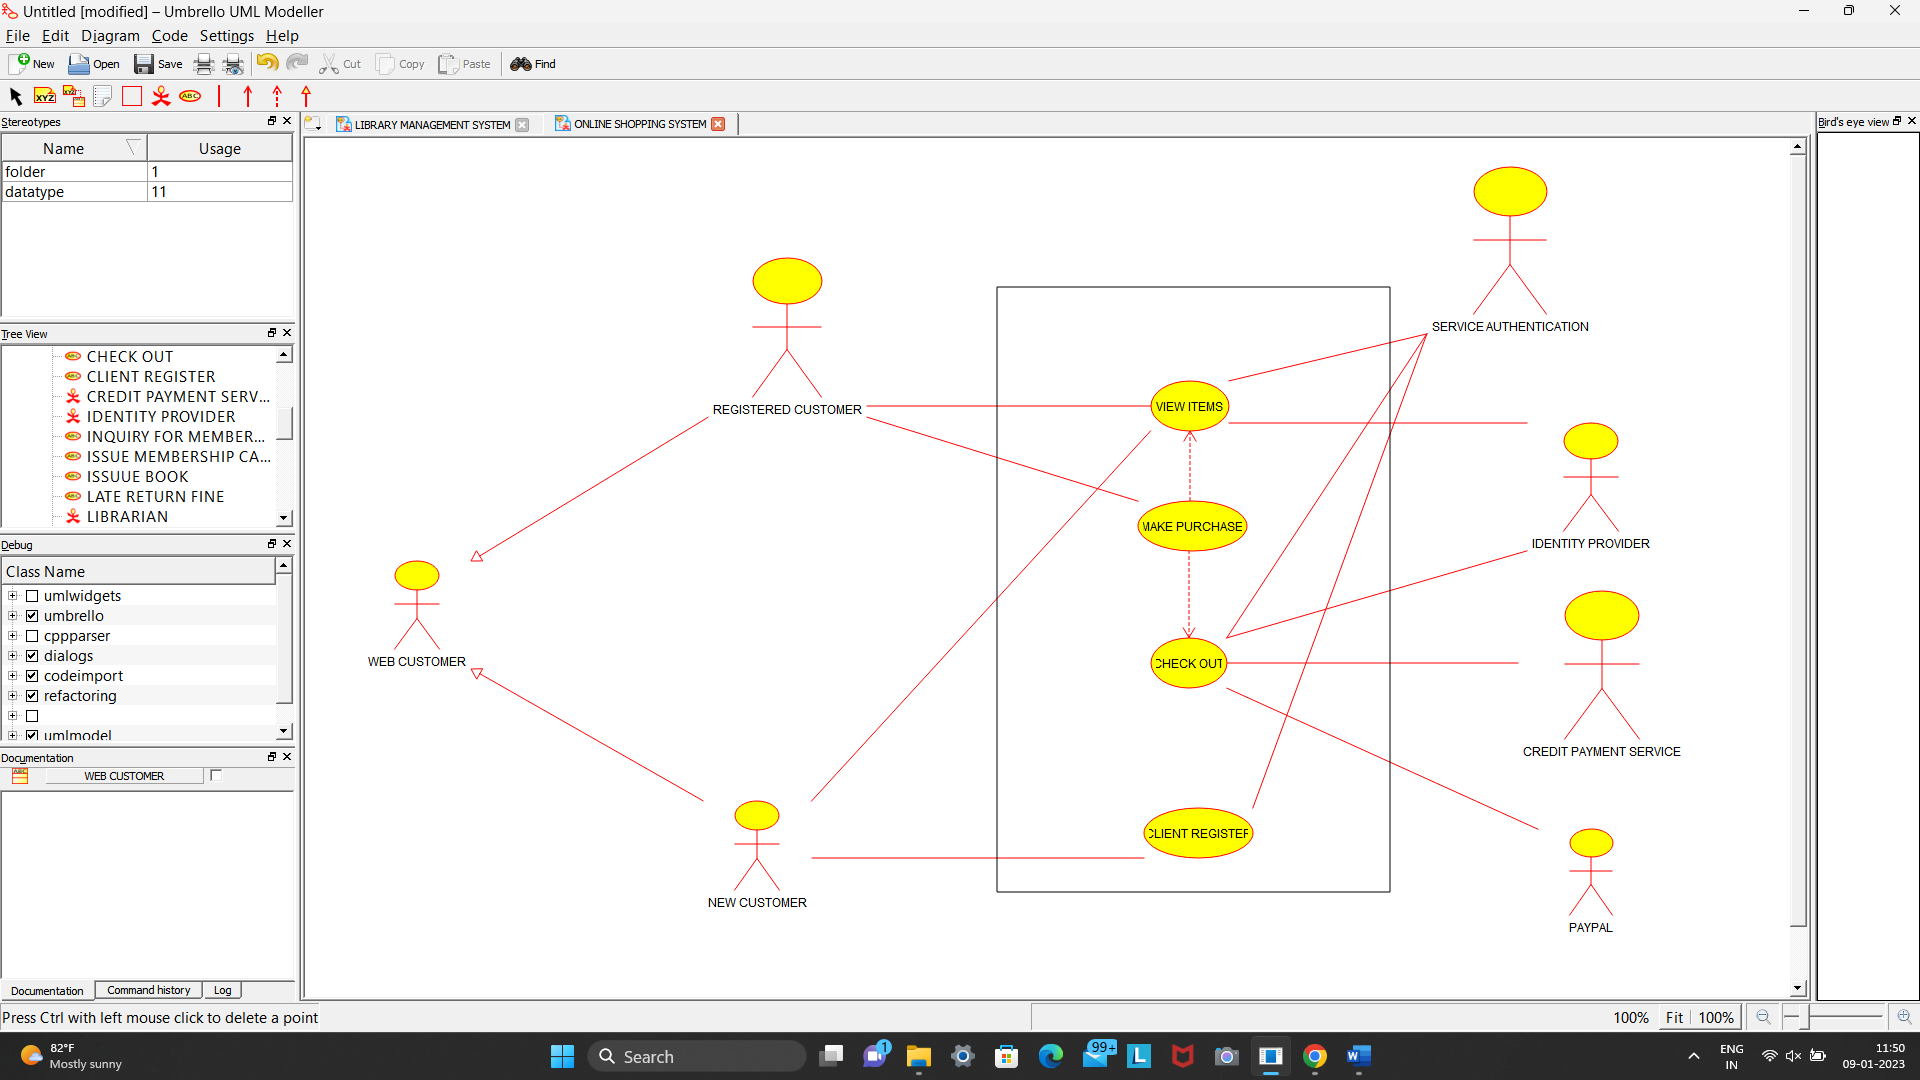 Untitled [modified] – Umbrello UML Modeller
File Edit Diagram Code Settings Help
New Open Save Cut Copy Paste Find
XYZ XYZ ABC
Stereotypes
Name Usage
folder 1
datatype 11
Tree View
CHECK OUT
CLIENT REGISTER
CREDIT PAYMENT SERV...
IDENTITY PROVIDER
INQUIRY FOR MEMBER...
ISSUE MEMBERSHIP CA...
ISSUUE BOOK
LATE RETURN FINE
LIBRARIAN
Debug
Class Name
umlwidgets
umbrello
cppparser
dialogs
codeimport
refactoring
umlmodel
Documentation
WEB CUSTOMER
Documentation Command history Log
Press Ctrl with left mouse click to delete a point
LIBRARY MANAGEMENT SYSTEM ONLINE SHOPPING SYSTEM
SERVICE AUTHENTICATION
REGISTERED CUSTOMER
VIEW ITEMS
MAKE PURCHASE
IDENTITY PROVIDER
WEB CUSTOMER
CHECK OUT
CREDIT PAYMENT SERVICE
CLIENT REGISTER
NEW CUSTOMER
PAYPAL
Bird's eye view
100% Fit 100%
82°F
Mostly sunny
Search
1
99+
L
W
ENG
IN
11:50
09-01-2023